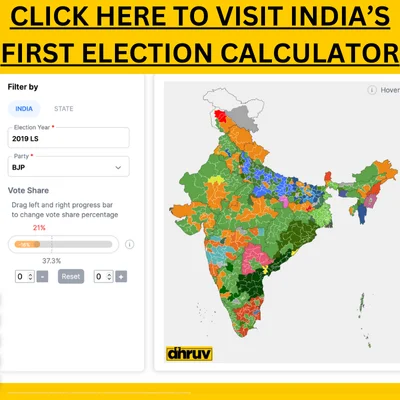 CLICK HERE TO VISIT INDIA'S
FIRST ELECTION CALCULATOR
Filter by
INDIA STATE
Election Year *
2019 LS
Party *
BJP
Vote Share
Drag left and right progress bar
to change vote share percentage
21%
37.3%
0 - Reset 0 +
Hover
dhruv